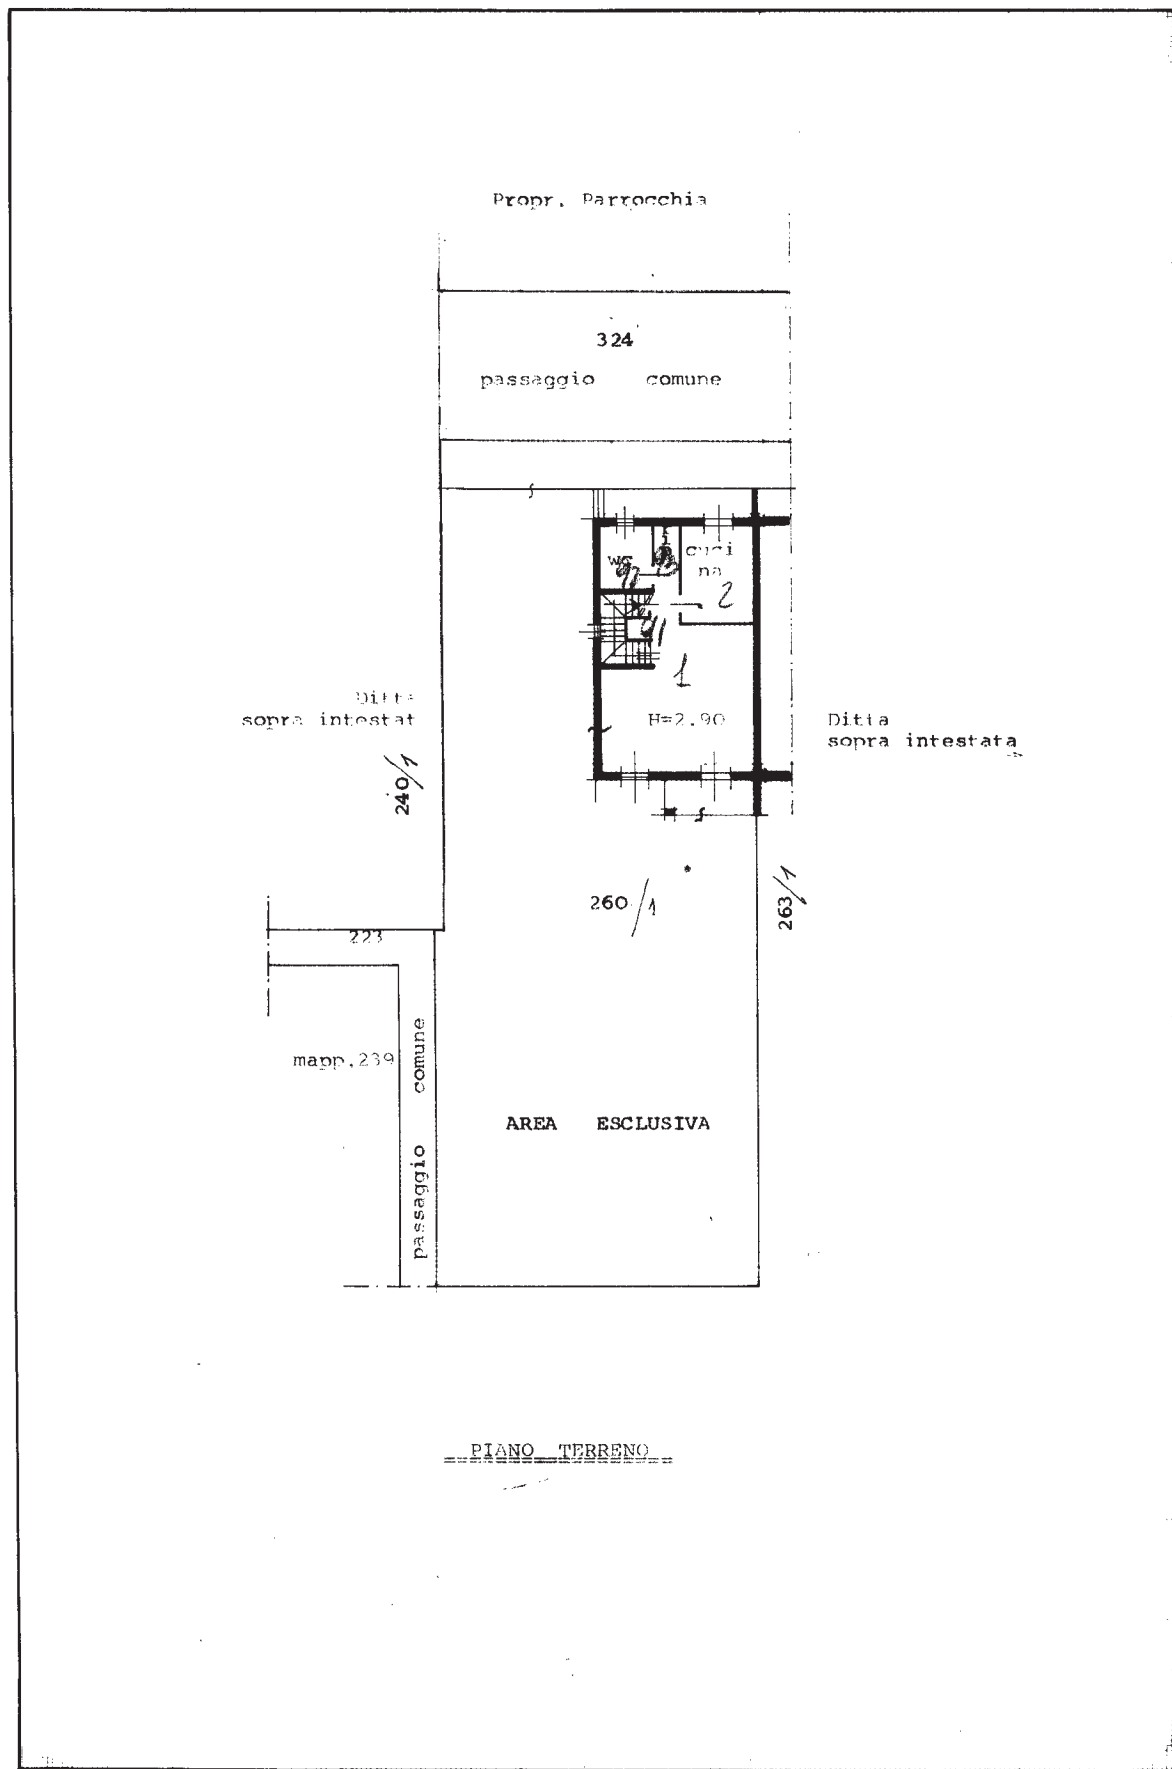 Propr. Parrocchia
324
passaggio comune
wc
cuci
na
2
1
H=2.90
Ditta
sopra intestat
240/1
Ditta
sopra intestata
260/1
263/1
223
mapp.239
passaggio comune
AREA ESCLUSIVA
PIANO TERRENO